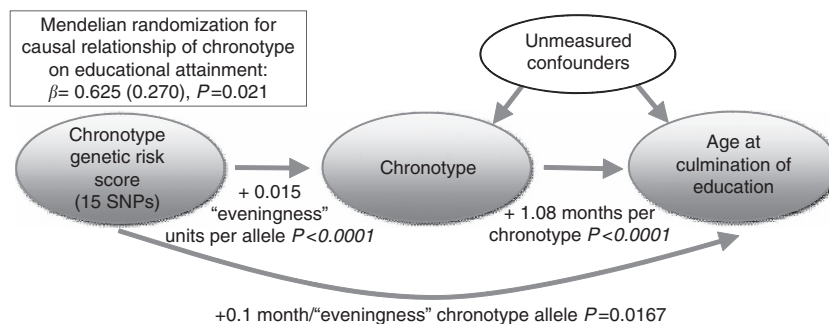 Mendelian randomization for
causal relationship of chronotype
on educational attainment:
β= 0.625 (0.270), P=0.021
Unmeasured
confounders
Chronotype
genetic risk
score
(15 SNPs)
Chronotype
Age at
culmination of
education
+ 0.015
“eveningness”
units per allele P<0.0001
+ 1.08 months per
chronotype P<0.0001
+0.1 month/“eveningness” chronotype allele P=0.0167